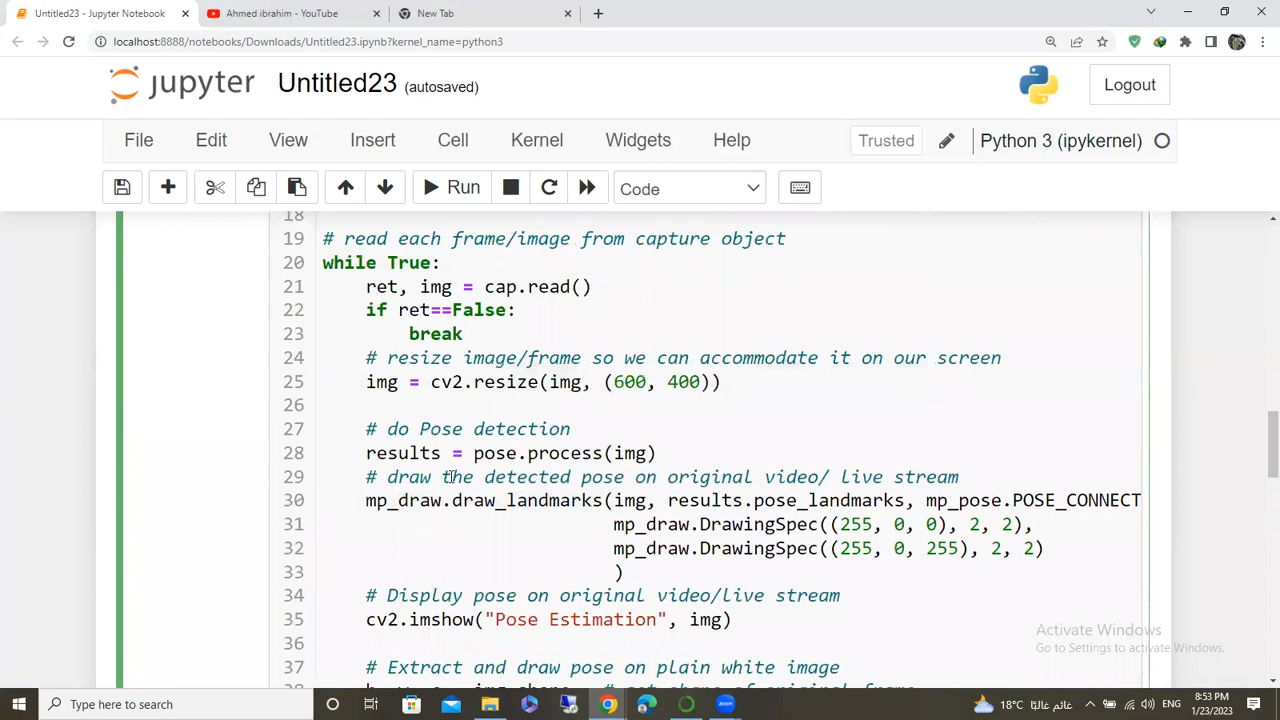 Untitled23 - Jupyter Notebook
Ahmed ibrahim - YouTube
New Tab
localhost:8888/notebooks/Downloads/Untitled23.ipynb?kernel_name=python3
jupyter Untitled23 (autosaved)
Logout
File Edit View Insert Cell Kernel Widgets Help
Trusted
Python 3 (ipykernel)
Run
Code
18
19 # read each frame/image from capture object
20 while True:
21 ret, img = cap.read()
22 if ret==False:
23 break
24 # resize image/frame so we can accommodate it on our screen
25 img = cv2.resize(img, (600, 400))
26
27 # do Pose detection
28 results = pose.process(img)
29 # draw the detected pose on original video/ live stream
30 mp_draw.draw_landmarks(img, results.pose_landmarks, mp_pose.POSE_CONNECT
31 mp_draw.DrawingSpec((255, 0, 0), 2, 2),
32 mp_draw.DrawingSpec((255, 0, 255), 2, 2)
33 )
34 # Display pose on original video/live stream
35 cv2.imshow("Pose Estimation", img)
36
37 # Extract and draw pose on plain white image
Activate Windows
Go to Settings to activate Windows.
Type here to search
18°C غائم غالبًا
ENG
8:53 PM
1/23/2023